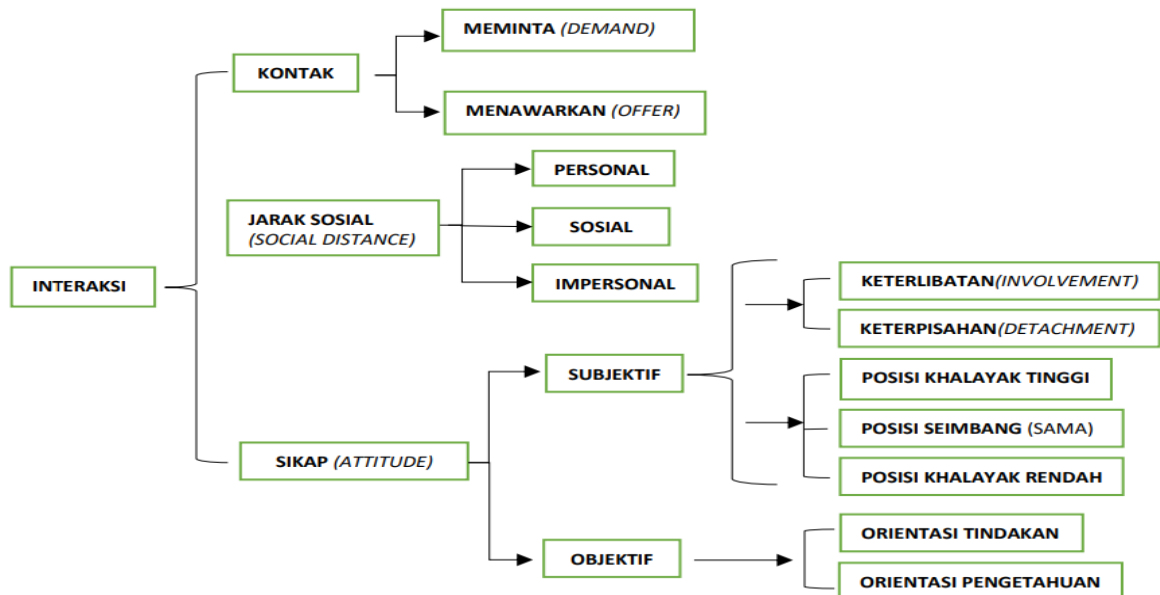 INTERAKSI
KONTAK
MEMINTA (DEMAND)
MENAWARKAN (OFFER)
JARAK SOSIAL
(SOCIAL DISTANCE)
PERSONAL
SOSIAL
IMPERSONAL
SIKAP (ATTITUDE)
SUBJEKTIF
KETERLIBATAN(INVOLVEMENT)
KETERPISAHAN(DETACHMENT)
POSISI KHALAYAK TINGGI
POSISI SEIMBANG (SAMA)
POSISI KHALAYAK RENDAH
OBJEKTIF
ORIENTASI TINDAKAN
ORIENTASI PENGETAHUAN